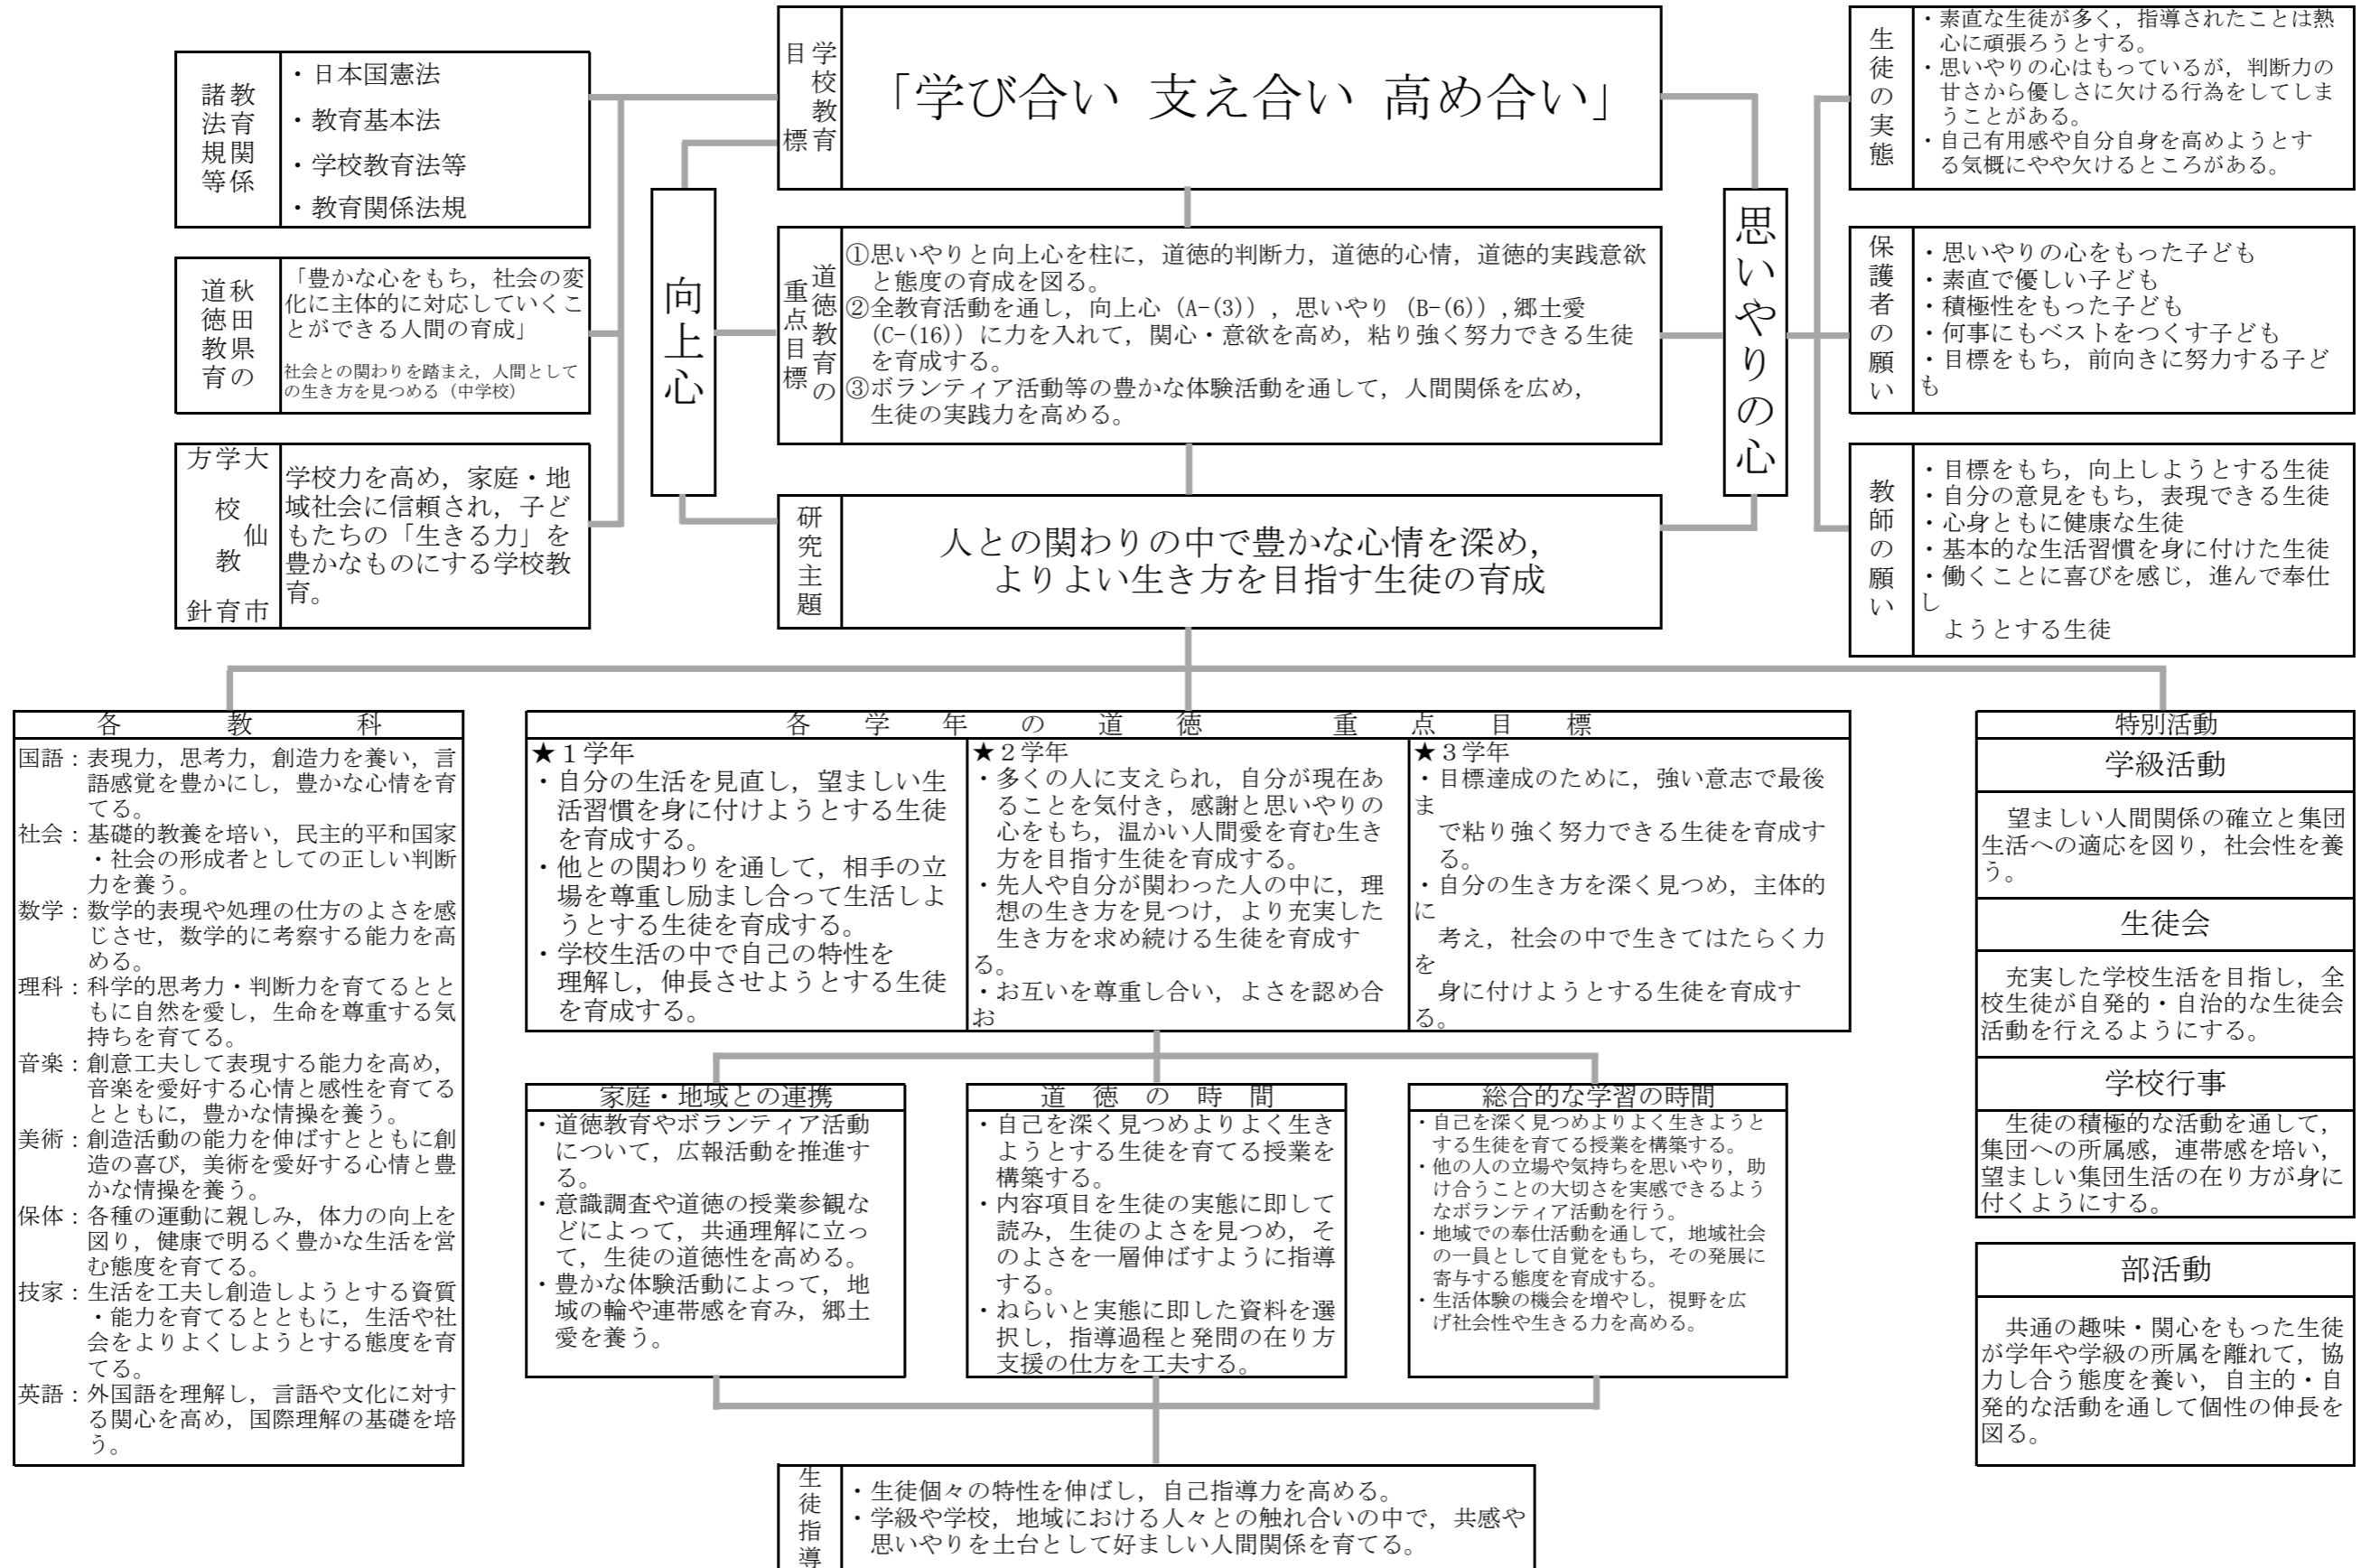 諸教
法育
規関
等係
・日本国憲法
・教育基本法
・学校教育法等
・教育関係法規
道秋
徳田
教県
育の
「豊かな心をもち，社会の変
化に主体的に対応していくこ
とができる人間の育成」
社会との関わりを踏まえ，人間として
の生き方を見つめる（中学校）
大仙市
学校教育
方針
学校力を高め，家庭・地
域社会に信頼され，子ど
もたちの「生きる力」を
豊かなものにする学校教
育。
向上心
学校教育
目標
「学び合い 支え合い 高め合い」
道徳教育の
重点目標
①思いやりと向上心を柱に，道徳的判断力，道徳的心情，道徳的実践意欲
と態度の育成を図る。
②全教育活動を通し，向上心（A-(3)），思いやり（B-(6)）,郷土愛
（C-(16)）に力を入れて，関心・意欲を高め，粘り強く努力できる生徒
を育成する。
③ボランティア活動等の豊かな体験活動を通して，人間関係を広め，
生徒の実践力を高める。
研究主題
人との関わりの中で豊かな心情を深め，
よりよい生き方を目指す生徒の育成
思いやりの心
生徒の実態
・素直な生徒が多く，指導されたことは熱
心に頑張ろうとする。
・思いやりの心はもっているが，判断力の
甘さから優しさに欠ける行為をしてしま
うことがある。
・自己有用感や自分自身を高めようとす
る気概にやや欠けるところがある。
保護者の願い
・思いやりの心をもった子ども
・素直で優しい子ども
・積極性をもった子ども
・何事にもベストをつくす子ども
・目標をもち，前向きに努力する子ど
も
教師の願い
・目標をもち，向上しようとする生徒
・自分の意見をもち，表現できる生徒
・心身ともに健康な生徒
・基本的な生活習慣を身に付けた生徒
・働くことに喜びを感じ，進んで奉仕
し
ようとする生徒
各 教 科
国語：表現力，思考力，創造力を養い，言
語感覚を豊かにし，豊かな心情を育
てる。
社会：基礎的教養を培い，民主的平和国家
・社会の形成者としての正しい判断
力を養う。
数学：数学的表現や処理の仕方のよさを感
じさせ，数学的に考察する能力を高
める。
理科：科学的思考力・判断力を育てるとと
もに自然を愛し，生命を尊重する気
持ちを育てる。
音楽：創意工夫して表現する能力を高め，
音楽を愛好する心情と感性を育てる
とともに，豊かな情操を養う。
美術：創造活動の能力を伸ばすとともに創
造の喜び，美術を愛好する心情と豊
かな情操を養う。
保体：各種の運動に親しみ，体力の向上を
図り，健康で明るく豊かな生活を営
む態度を育てる。
技家：生活を工夫し創造しようとする資質
・能力を育てるとともに，生活や社
会をよりよくしようとする態度を育
てる。
英語：外国語を理解し，言語や文化に対す
る関心を高め，国際理解の基礎を培
う。
各 学 年 の 道 徳 重 点 目 標
★１学年
・自分の生活を見直し，望ましい生
活習慣を身に付けようとする生徒
を育成する。
・他との関わりを通して，相手の立
場を尊重し励まし合って生活しよ
うとする生徒を育成する。
・学校生活の中で自己の特性を
理解し，伸長させようとする生徒
を育成する。
★２学年
・多くの人に支えられ，自分が現在あ
ることを気付き，感謝と思いやりの
心をもち，温かい人間愛を育む生き
方を目指す生徒を育成する。
・先人や自分が関わった人の中に，理
想の生き方を見つけ，より充実した
生き方を求め続ける生徒を育成す
る。
・お互いを尊重し合い，よさを認め合
お
★３学年
・目標達成のために，強い意志で最後
ま
で粘り強く努力できる生徒を育成す
る。
・自分の生き方を深く見つめ，主体的
に
考え，社会の中で生きてはたらく力
を
身に付けようとする生徒を育成す
る。
家庭・地域との連携
・道徳教育やボランティア活動
について，広報活動を推進す
る。
・意識調査や道徳の授業参観な
どによって，共通理解に立っ
て，生徒の道徳性を高める。
・豊かな体験活動によって，地
域の輪や連帯感を育み，郷土
愛を養う。
道 徳 の 時 間
・自己を深く見つめよりよく生き
ようとする生徒を育てる授業を
構築する。
・内容項目を生徒の実態に即して
読み，生徒のよさを見つめ，そ
のよさを一層伸ばすように指導
する。
・ねらいと実態に即した資料を選
択し，指導過程と発問の在り方
支援の仕方を工夫する。
総合的な学習の時間
・自己を深く見つめよりよく生きようと
する生徒を育てる授業を構築する。
・他の人の立場や気持ちを思いやり，助
け合うことの大切さを実感できるよう
なボランティア活動を行う。
・地域での奉仕活動を通して，地域社会
の一員として自覚をもち，その発展に
寄与する態度を育成する。
・生活体験の機会を増やし，視野を広
げ社会性や生きる力を高める。
特別活動
学級活動
望ましい人間関係の確立と集団
生活への適応を図り，社会性を養
う。
生徒会
充実した学校生活を目指し，全
校生徒が自発的・自治的な生徒会
活動を行えるようにする。
学校行事
生徒の積極的な活動を通して，
集団への所属感，連帯感を培い，
望ましい集団生活の在り方が身に
付くようにする。
部活動
共通の趣味・関心をもった生徒
が学年や学級の所属を離れて，協
力し合う態度を養い，自主的・自
発的な活動を通して個性の伸長を
図る。
生徒指導
・生徒個々の特性を伸ばし，自己指導力を高める。
・学級や学校，地域における人々との触れ合いの中で，共感や
思いやりを土台として好ましい人間関係を育てる。